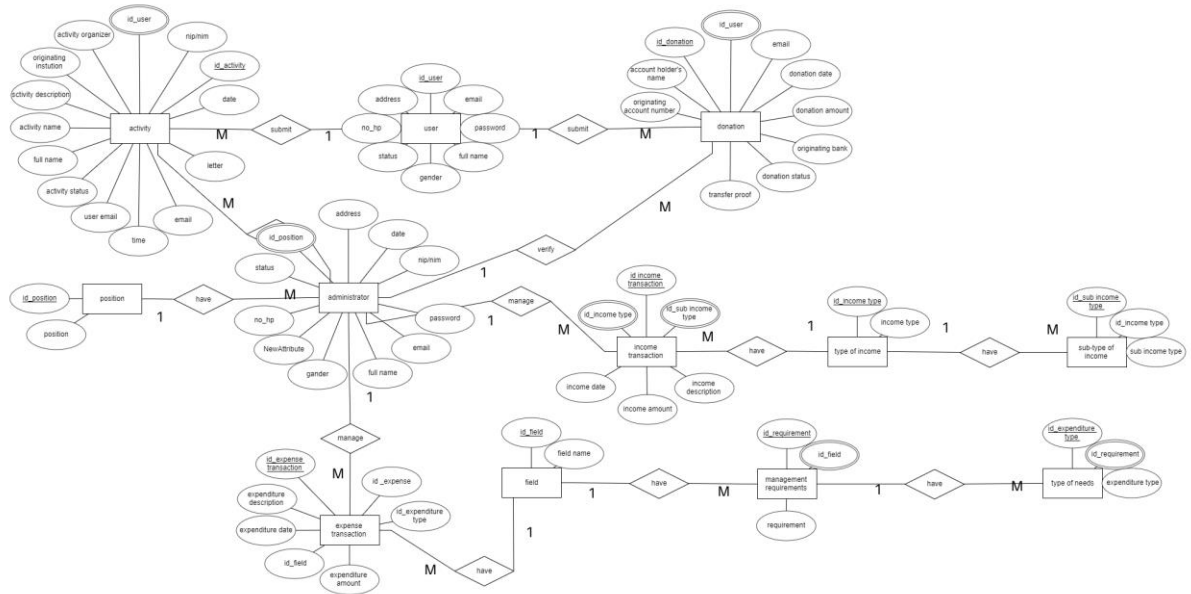 id_user
activity organizer
nip/nim
originating
instution
id_activity
activity description
date
activity name
activity
full name
letter
activity status
user email
email
time
M
submit
1
id_user
address
email
no_hp
user
password
status
full name
gender
1
submit
M
id_user
id_donation
email
account holder's
name
donation date
originating
account number
donation amount
donation
originating bank
donation status
transfer proof
M
M
verify
1
address
id_position
date
status
nip/nim
administrator
no_hp
password
NewAttribute
email
gander
full name
id_position
position
position
1
have
M
1
manage
M
id income
transaction
id_income type
id_sub income
type
income
transaction
income date
income
description
income amount
M
have
1
id_income type
income type
type of income
1
have
M
id_sub income
type
id_income type
sub-type of
income
sub income type
1
manage
M
id_expense
transaction
id _expense
expenditure
description
id_expenditure
type
expenditure date
expense
transaction
id_field
expenditure
amount
M
have
1
id_field
field name
field
1
have
M
id_requirement
id_field
management
requirements
requirement
1
have
M
id_expenditure
type
id_requirement
type of needs
expenditure type